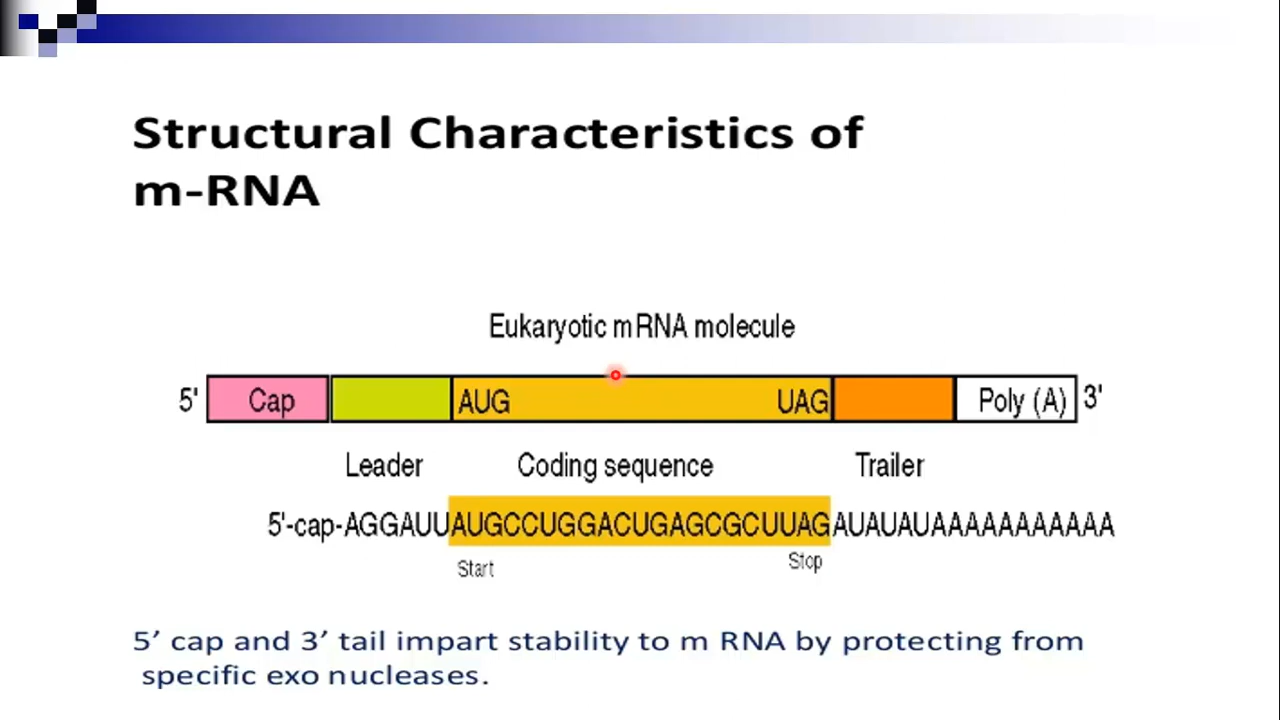 Structural Characteristics of
m-RNA
Eukaryotic mRNA molecule
5' Cap AUG UAG Poly (A) 3'
Leader Coding sequence Trailer
5'-cap-AGGAUUAUGCCUGGACUGAGCGCUUAGAUAUAUAAAAAAAAAAA
Start Stop
5’ cap and 3’ tail impart stability to m RNA by protecting from
specific exo nucleases.